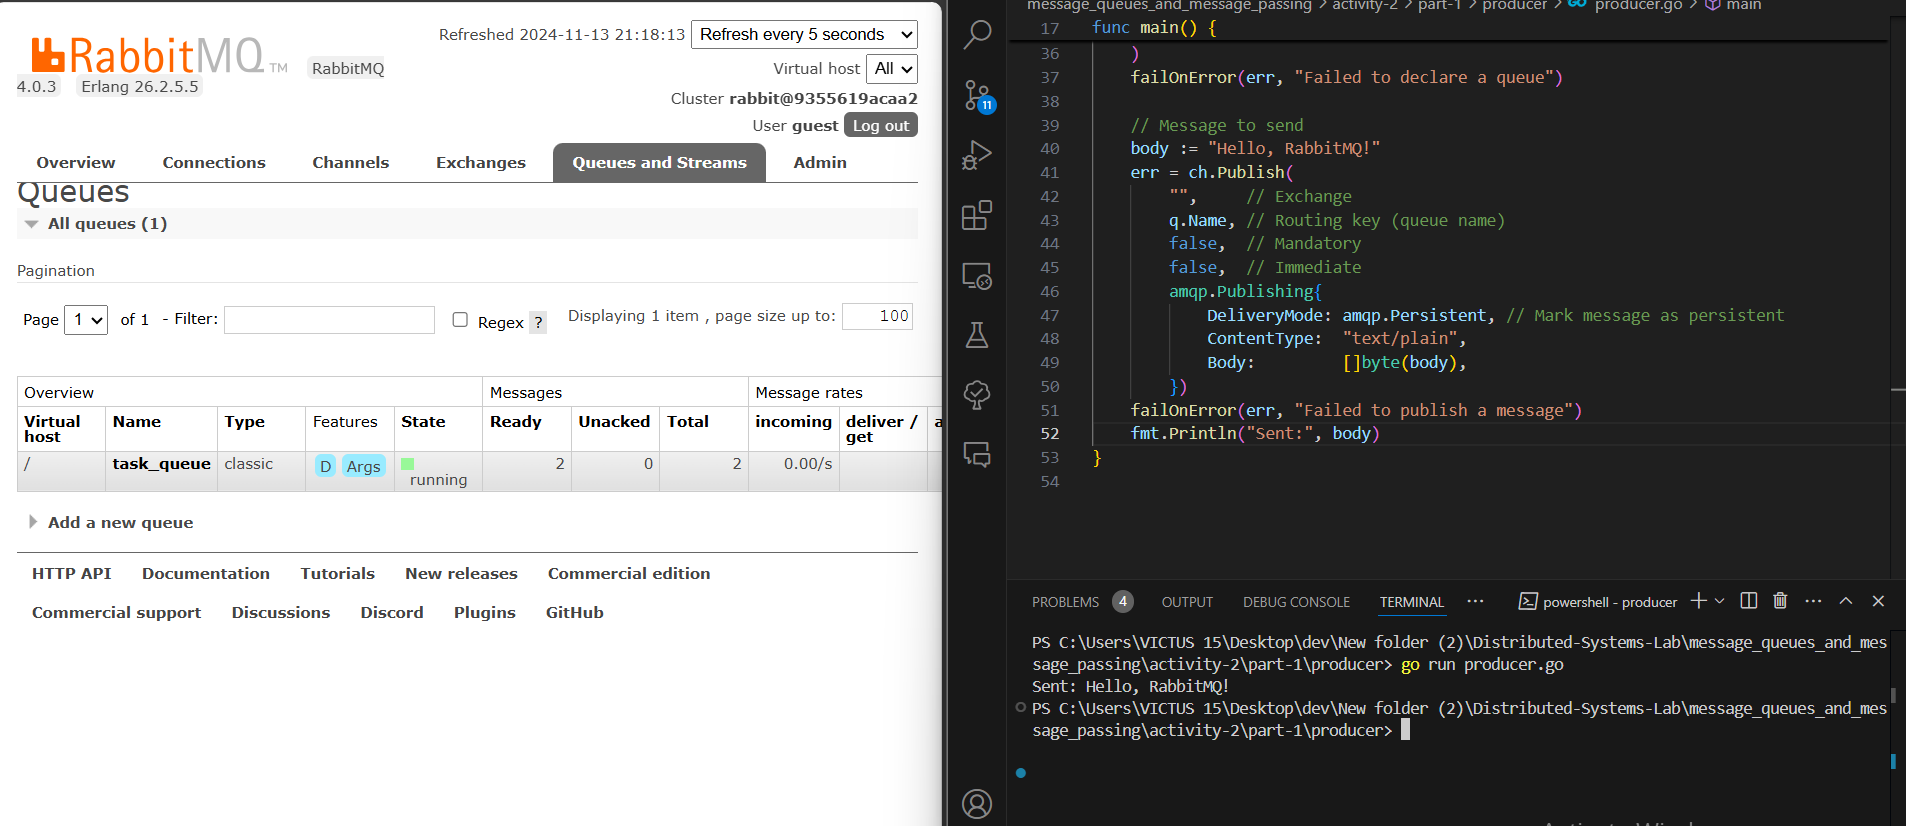 Refreshed 2024-11-13 21:18:13 Refresh every 5 seconds
RabbitMQ TM RabbitMQ
4.0.3 Erlang 26.2.5.5
Virtual host All
Cluster rabbit@9355619acaa2
User guest Log out
Overview Connections Channels Exchanges Queues and Streams Admin
Queues
All queues (1)
Pagination
Page 1 of 1 - Filter: Regex ? Displaying 1 item , page size up to: 100
Overview Messages Message rates
Virtual host Name Type Features State Ready Unacked Total incoming deliver / get a
/ task_queue classic D Args running 2 0 2 0.00/s
Add a new queue
HTTP API Documentation Tutorials New releases Commercial edition
Commercial support Discussions Discord Plugins GitHub
message_queues_and_message_passing > activity-2 > part-1 > producer > producer.go > main
17 func main() {
36 )
37 failOnError(err, "Failed to declare a queue")
38
39 // Message to send
40 body := "Hello, RabbitMQ!"
41 err = ch.Publish(
42 "", // Exchange
43 q.Name, // Routing key (queue name)
44 false, // Mandatory
45 false, // Immediate
46 amqp.Publishing{
47 DeliveryMode: amqp.Persistent, // Mark message as persistent
48 ContentType: "text/plain",
49 Body: []byte(body),
50 })
51 failOnError(err, "Failed to publish a message")
52 fmt.Println("Sent:", body)
53 }
54
11
PROBLEMS 4 OUTPUT DEBUG CONSOLE TERMINAL ··· powershell - producer
PS C:\Users\VICTUS 15\Desktop\dev\New folder (2)\Distributed-Systems-Lab\message_queues_and_mes
sage_passing\activity-2\part-1\producer> go run producer.go
Sent: Hello, RabbitMQ!
PS C:\Users\VICTUS 15\Desktop\dev\New folder (2)\Distributed-Systems-Lab\message_queues_and_mes
sage_passing\activity-2\part-1\producer>